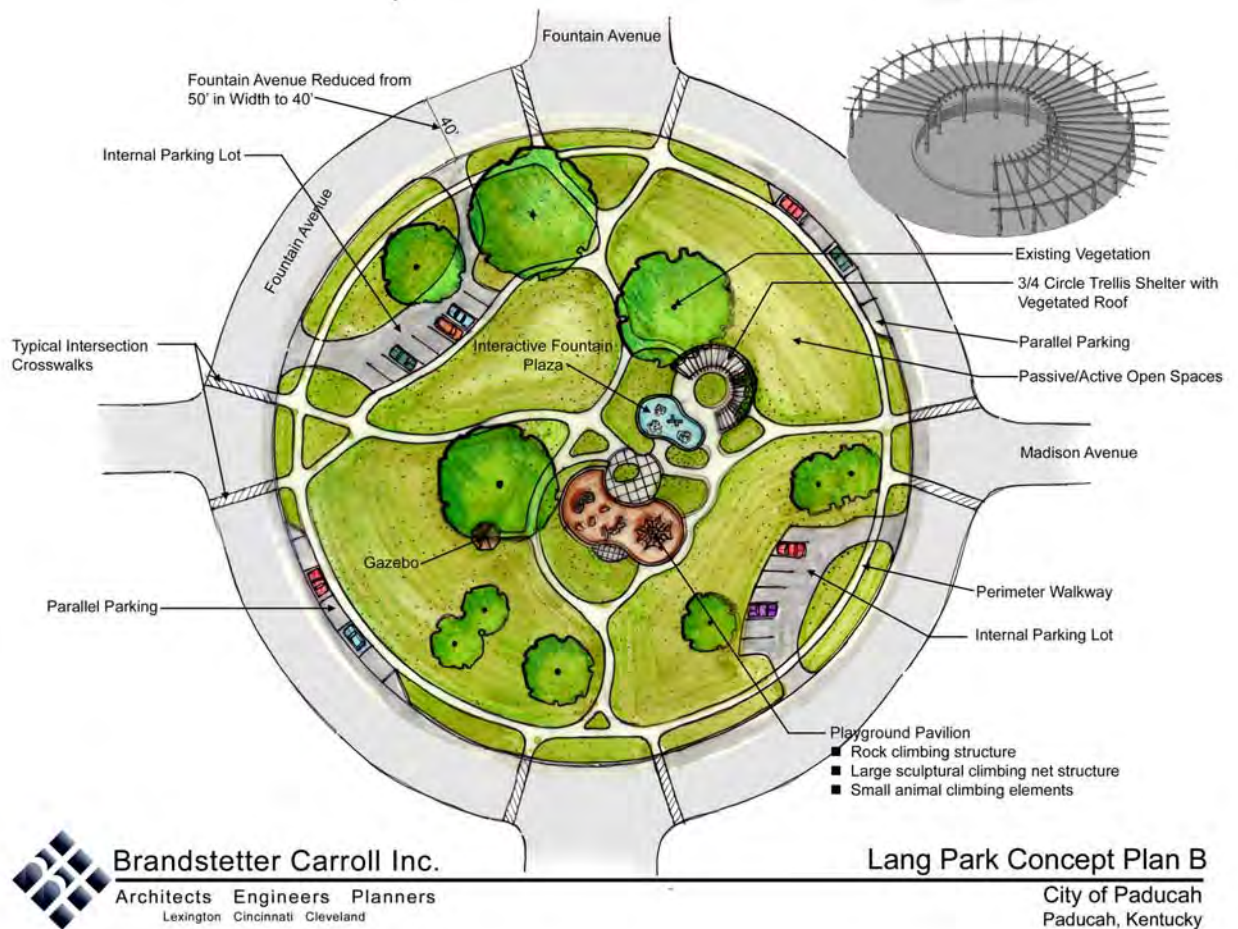 Fountain Avenue
Fountain Avenue Reduced from
50' in Width to 40'
40'
Internal Parking Lot
Fountain Avenue
Existing Vegetation
3/4 Circle Trellis Shelter with
Vegetated Roof
Typical Intersection
Crosswalks
Interactive Fountain
Plaza
Parallel Parking
Passive/Active Open Spaces
Madison Avenue
Gazebo
Parallel Parking
Perimeter Walkway
Internal Parking Lot
Playground Pavilion
■ Rock climbing structure
■ Large sculptural climbing net structure
■ Small animal climbing elements
Brandstetter Carroll Inc.
Architects Engineers Planners
Lexington Cincinnati Cleveland
Lang Park Concept Plan B
City of Paducah
Paducah, Kentucky